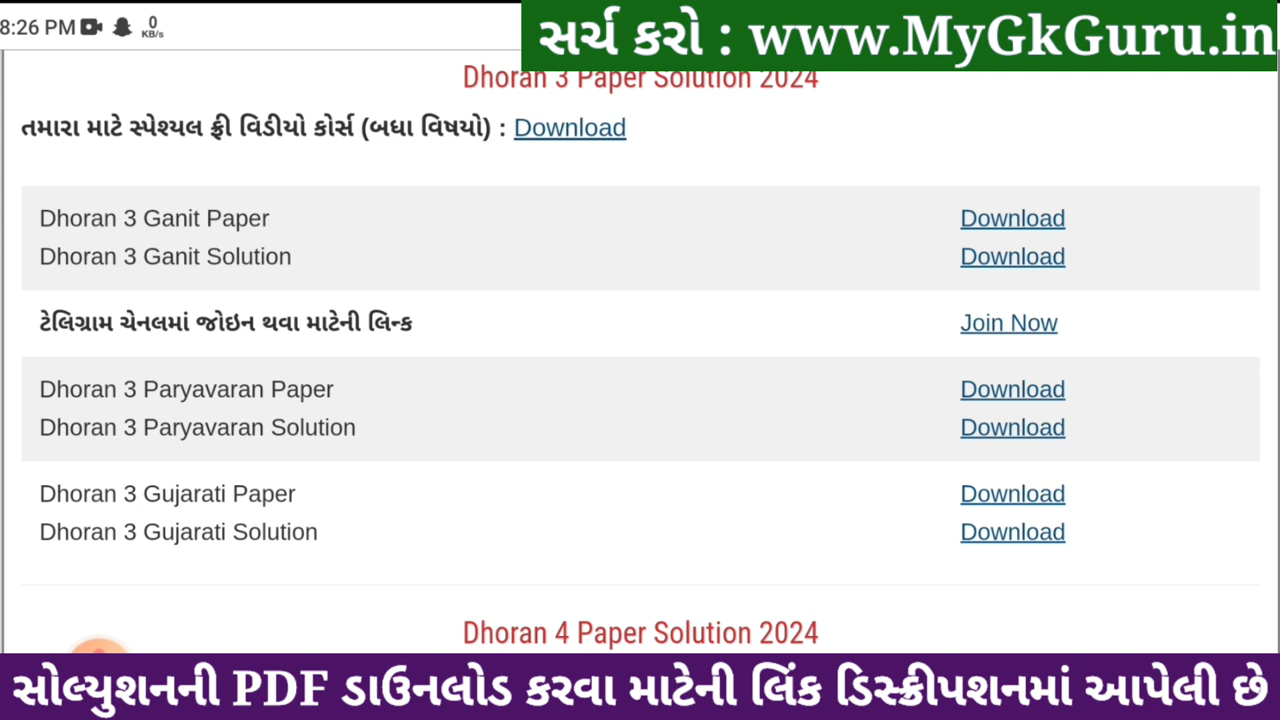 8:26 PM 0 KB/s
સર્ચ કરો : www.MyGkGuru.in
Dhoran 3 Paper Solution 2024
તમારા માટે સ્પેશ્યલ ફ્રી વિડીયો કોર્સ (બધા વિષયો) : Download
Dhoran 3 Ganit Paper Download
Dhoran 3 Ganit Solution Download
ટેલિગ્રામ ચેનલમાં જોઇન થવા માટેની લિન્ક Join Now
Dhoran 3 Paryavaran Paper Download
Dhoran 3 Paryavaran Solution Download
Dhoran 3 Gujarati Paper Download
Dhoran 3 Gujarati Solution Download
Dhoran 4 Paper Solution 2024
સોલ્યુશનની PDF ડાઉનલોડ કરવા માટેની લિંક ડિસ્ક્રીપશનમાં આપેલી છે